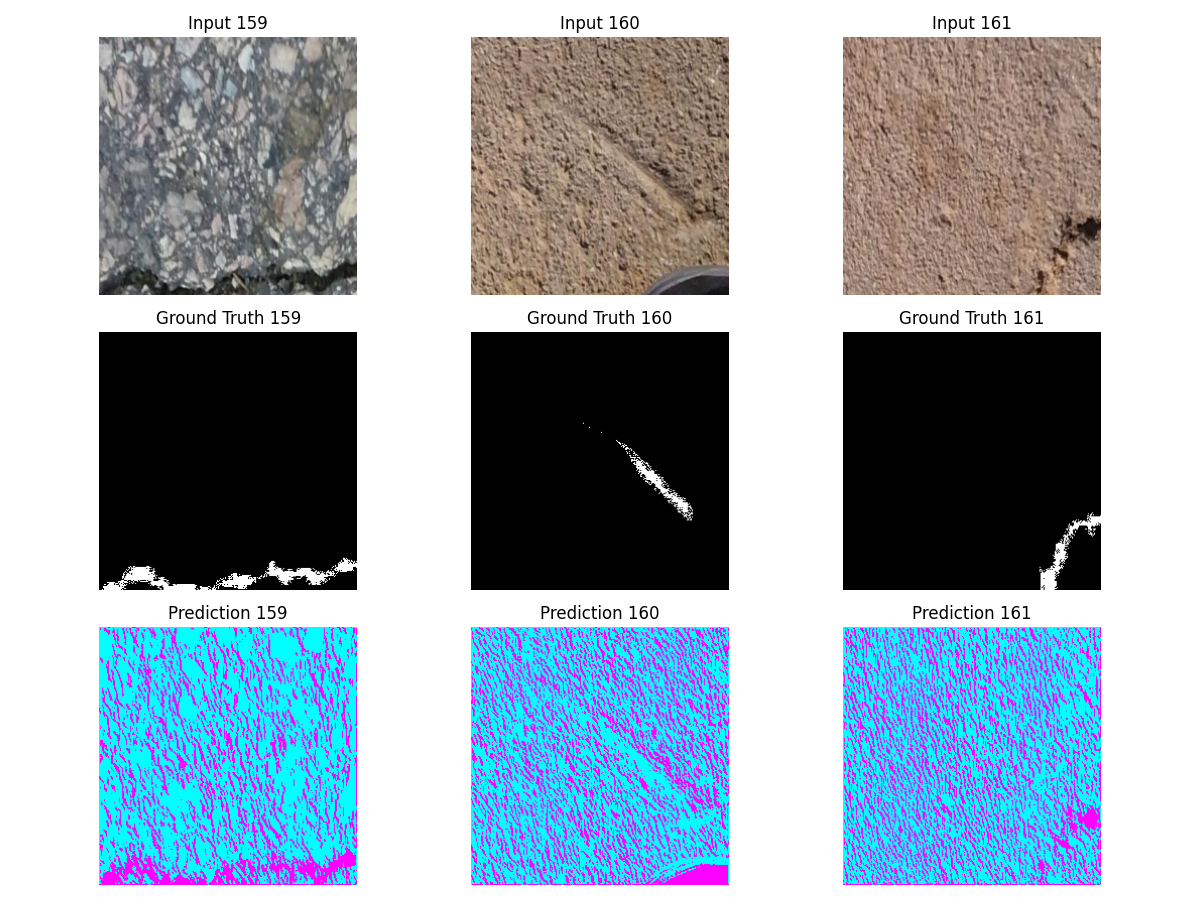 Input 159
Input 160
Input 161
Ground Truth 159
Ground Truth 160
Ground Truth 161
Prediction 159
Prediction 160
Prediction 161